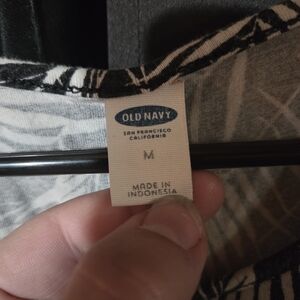 OLD NAVY
SAN FRANCISCO
CALIFORNIA
M
MADE IN
INDONESIA